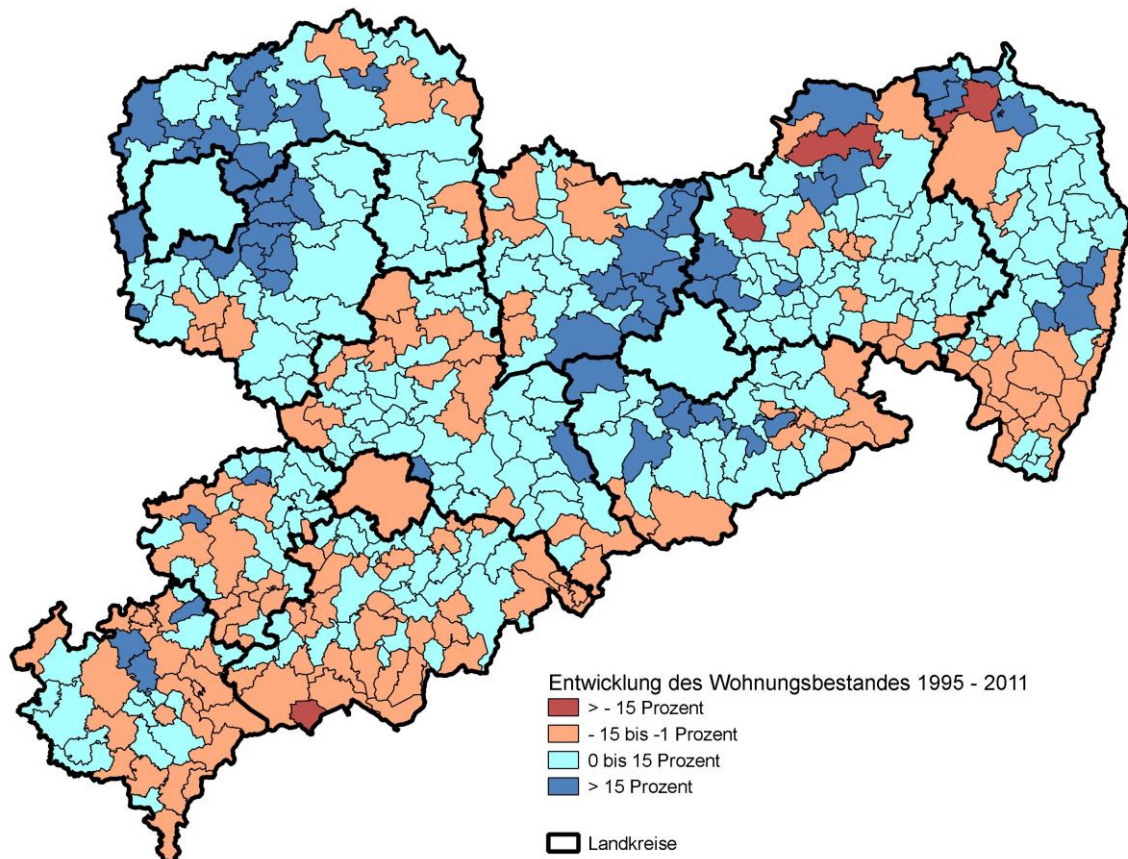 Entwicklung des Wohnungsbestandes 1995 - 2011
> - 15 Prozent
- 15 bis -1 Prozent
0 bis 15 Prozent
> 15 Prozent
Landkreise